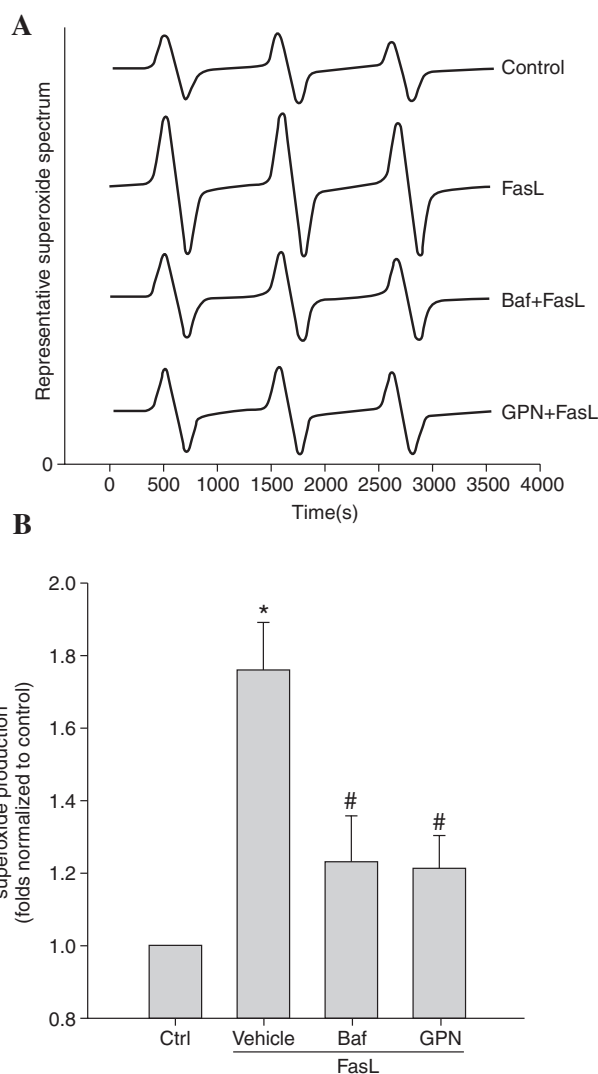 A
Representative superoxide spectrum
Control
FasL
Baf+FasL
GPN+FasL
0
0 500 1000 1500 2000 2500 3000 3500 4000
Time(s)
B
superoxide production
(folds normalized to control)
2.0
1.8
1.6
1.4
1.2
1.0
0.8
*
#
#
Ctrl Vehicle Baf GPN
FasL